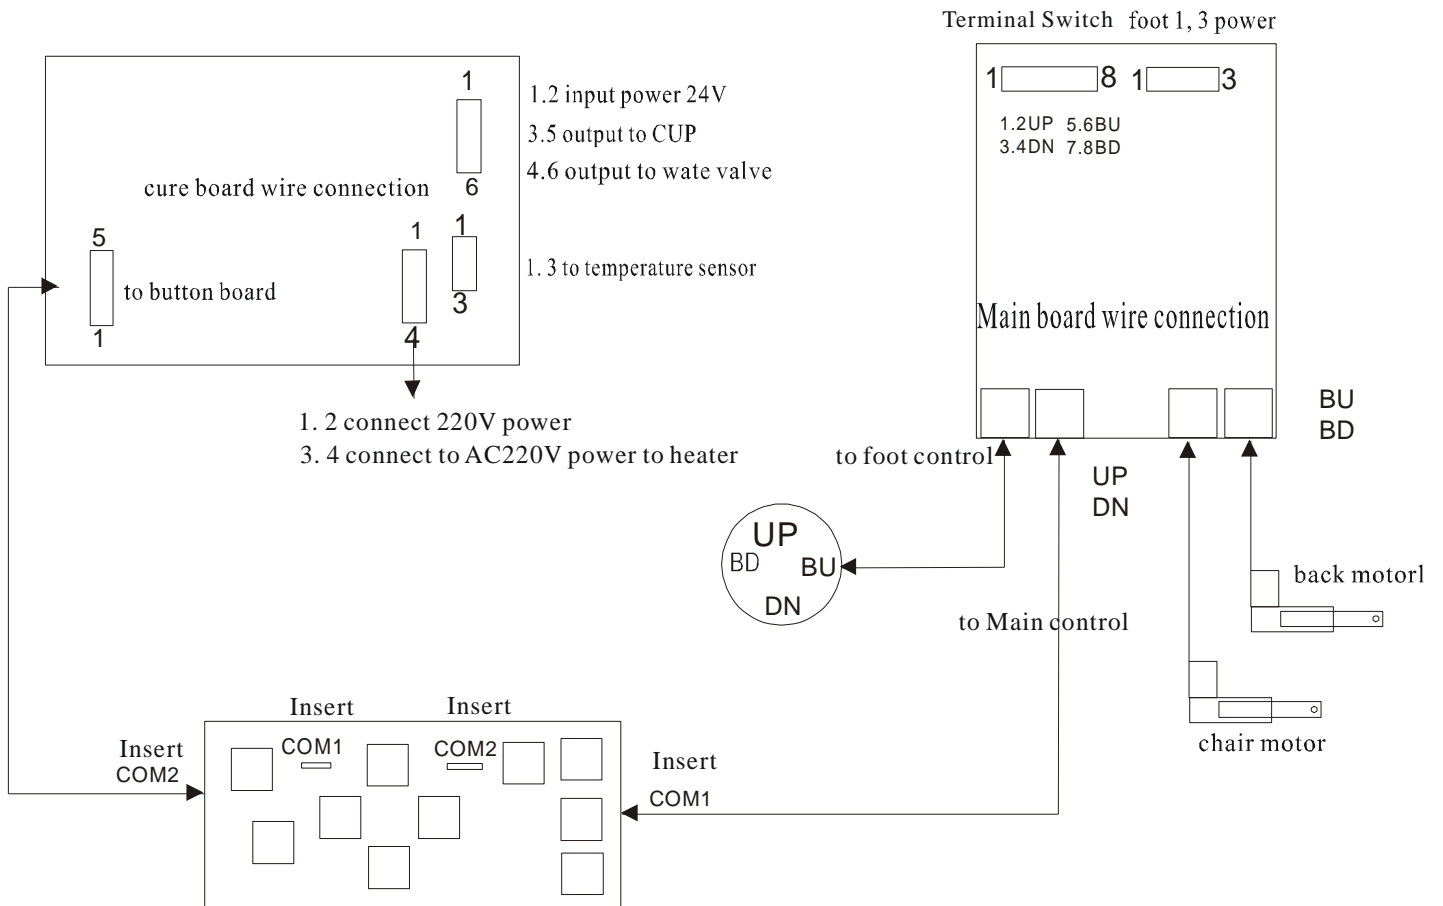 Terminal Switch foot 1, 3 power
1 8 1 3
1.2UP 5.6BU
3.4DN 7.8BD
Main board wire connection
BU
BD
UP
DN
to foot control
1
6
1.2 input power 24V
3.5 output to CUP
4.6 output to wate valve
cure board wire connection
5
1
to button board
1
4
1
3
1. 3 to temperature sensor
1. 2 connect 220V power
3. 4 connect to AC220V power to heater
UP
BD BU
DN
to Main control
back motorl
chair motor
Insert
COM2
Insert
COM1
Insert
COM2
Insert
COM1